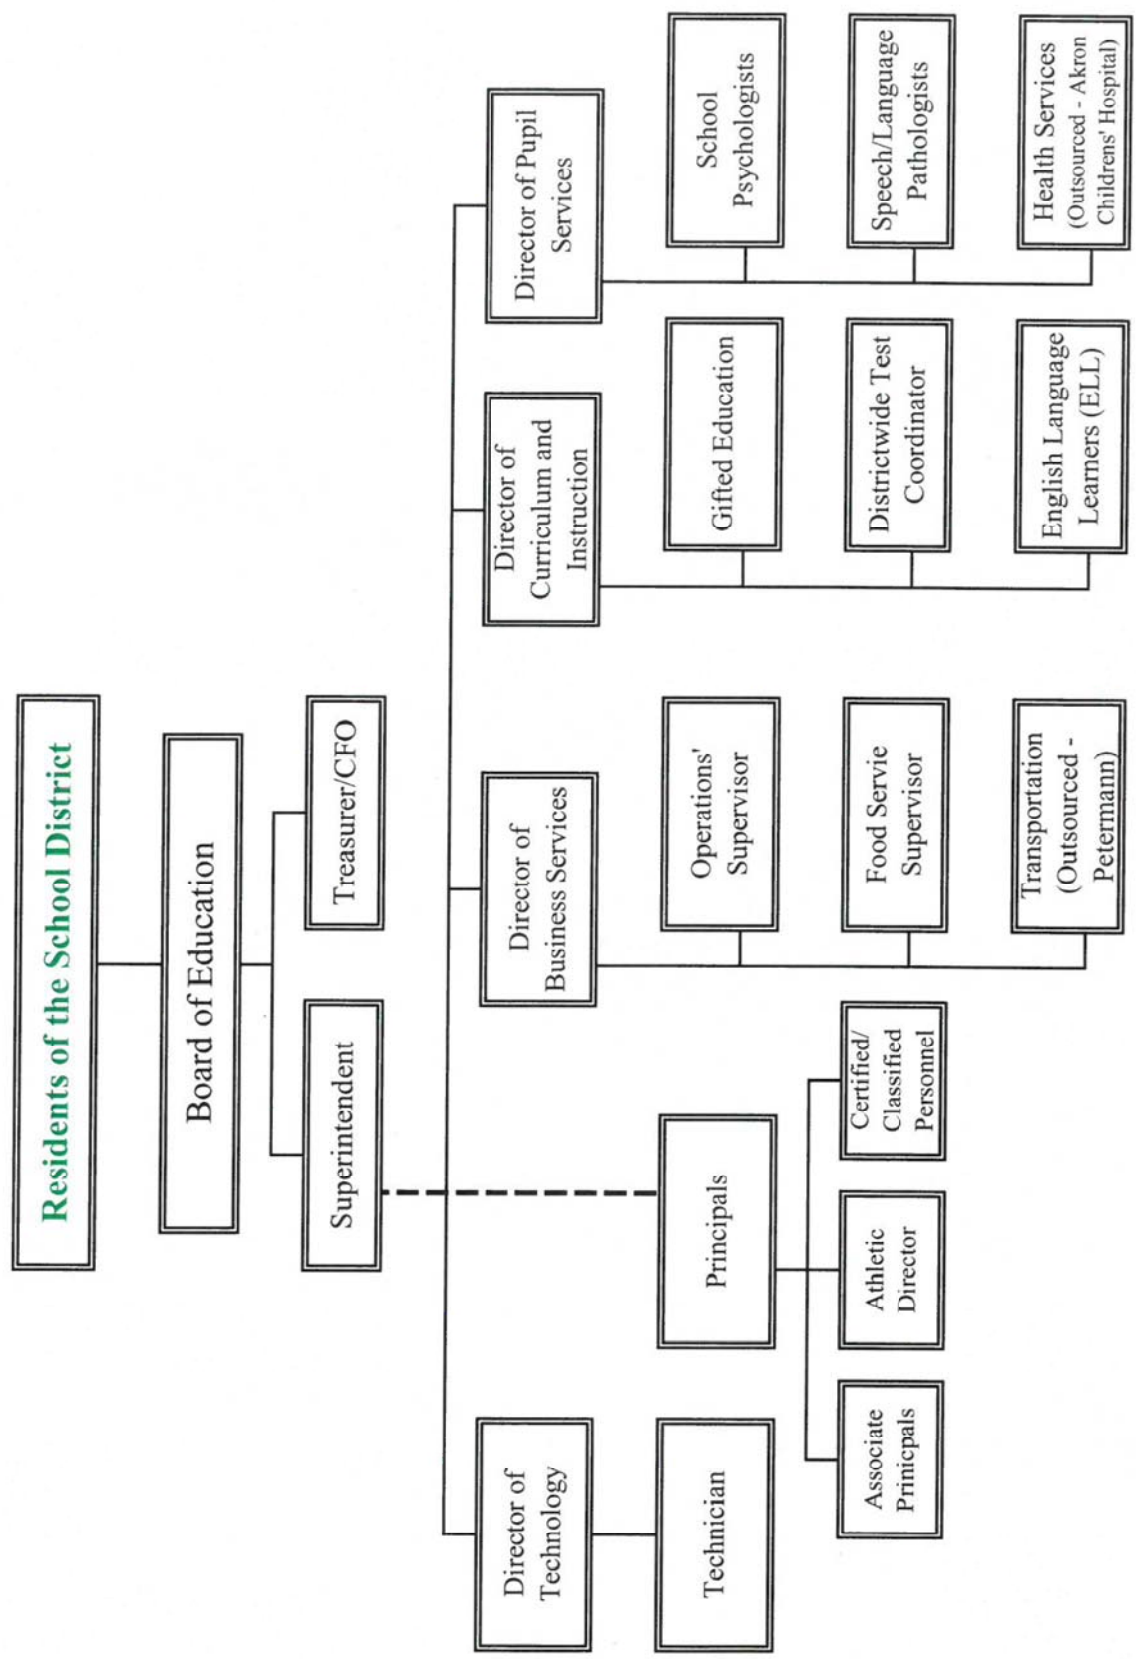 Residents of the School District
Board of Education
Superintendent
Treasurer/CFO
Director of
Technology
Director of
Business Services
Director of
Curriculum and
Instruction
Director of Pupil
Services
Technician
Principals
Operations'
Supervisor
Gifted Education
School
Psychologists
Associate
Prinicpals
Athletic
Director
Certified/
Classified
Personnel
Food Servie
Supervisor
Districtwide Test
Coordinator
Speech/Language
Pathologists
Transportation
(Outsourced -
Petermann)
English Language
Learners (ELL)
Health Services
(Outsourced - Akron
Childrens' Hospital)